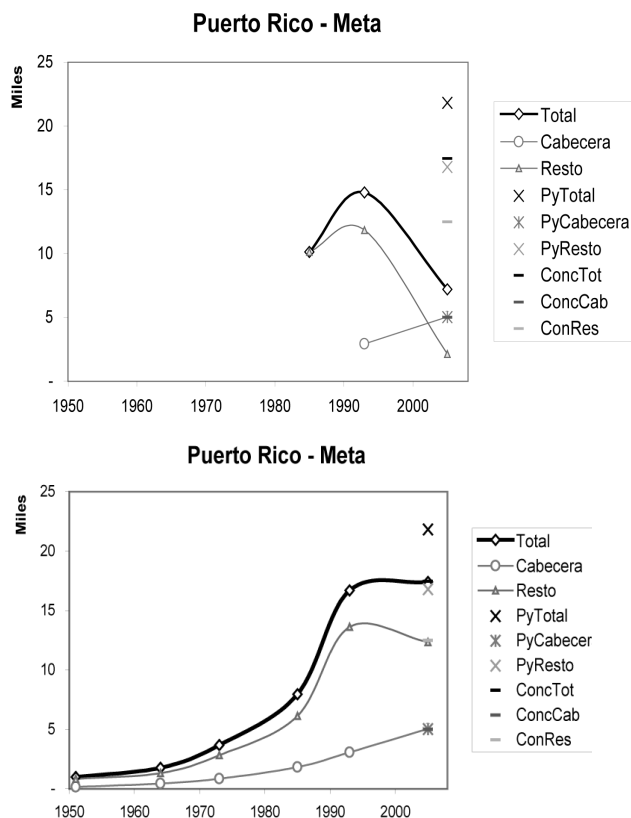 Puerto Rico - Meta
Miles
25
20
15
10
5
-
1950 1960 1970 1980 1990 2000
Total
Cabecera
Resto
PyTotal
PyCabecera
PyResto
ConcTot
ConcCab
ConRes
Puerto Rico - Meta
Miles
25
20
15
10
5
-
1950 1960 1970 1980 1990 2000
Total
Cabecera
Resto
PyTotal
PyCabecer
PyResto
ConcTot
ConcCab
ConRes